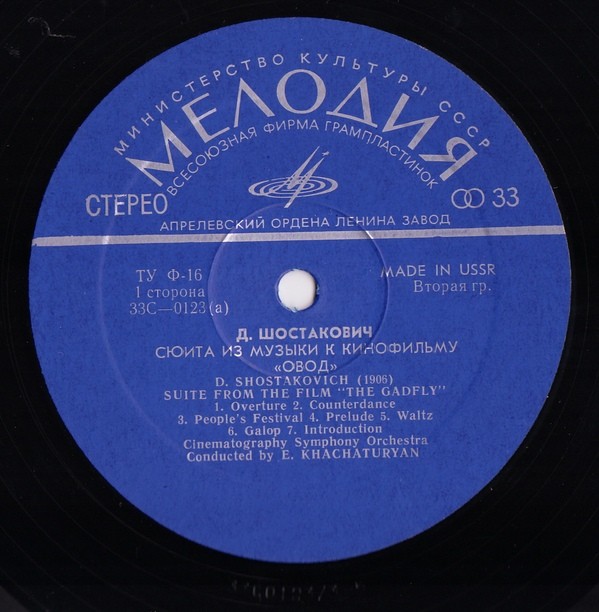 МИНИСТЕРСТВО КУЛЬТУРЫ СССР
МЕЛОДИЯ
ВСЕСОЮЗНАЯ ФИРМА ГРАМПЛАСТИНОК
СТЕРЕО
33
АПРЕЛЕВСКИЙ ОРДЕНА ЛЕНИНА ЗАВОД
ТУ Ф-16
MADE IN USSR
1 сторона
Вторая гр.
33С—0123(а)
Д. ШОСТАКОВИЧ
СЮИТА ИЗ МУЗЫКИ К КИНОФИЛЬМУ
«ОВОД»
D. SHOSTAKOVICH (1906)
SUITE FROM THE FILM "THE GADFLY"
1. Overture 2. Counterdance
3. People's Festival 4. Prelude 5. Waltz
6. Galop 7. Introduction
Cinematography Symphony Orchestra
Conducted by E. KHACHATURYAN